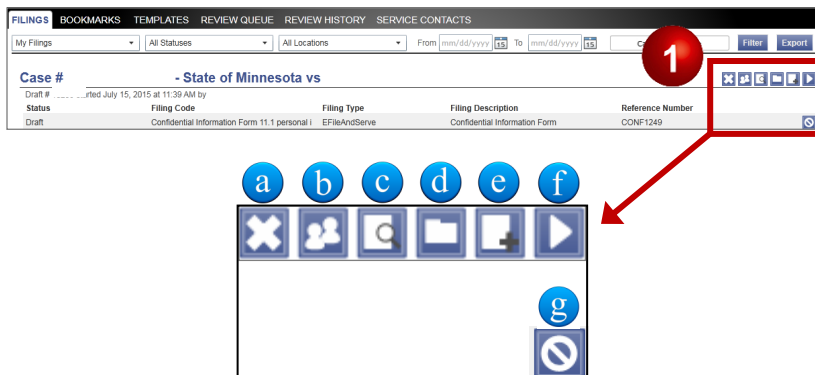 FILINGS BOOKMARKS TEMPLATES REVIEW QUEUE REVIEW HISTORY SERVICE CONTACTS
My Filings All Statuses All Locations From mm/dd/yyyy 15 To mm/dd/yyyy 15 Filter Export
1
Case # - State of Minnesota vs
Draft # rted July 15, 2015 at 11:39 AM by
Status Filing Code Filing Type Filing Description Reference Number
Draft Confidential Information Form 11.1 personal i EFileAndServe Confidential Information Form CONF1249
a b c d e f
g